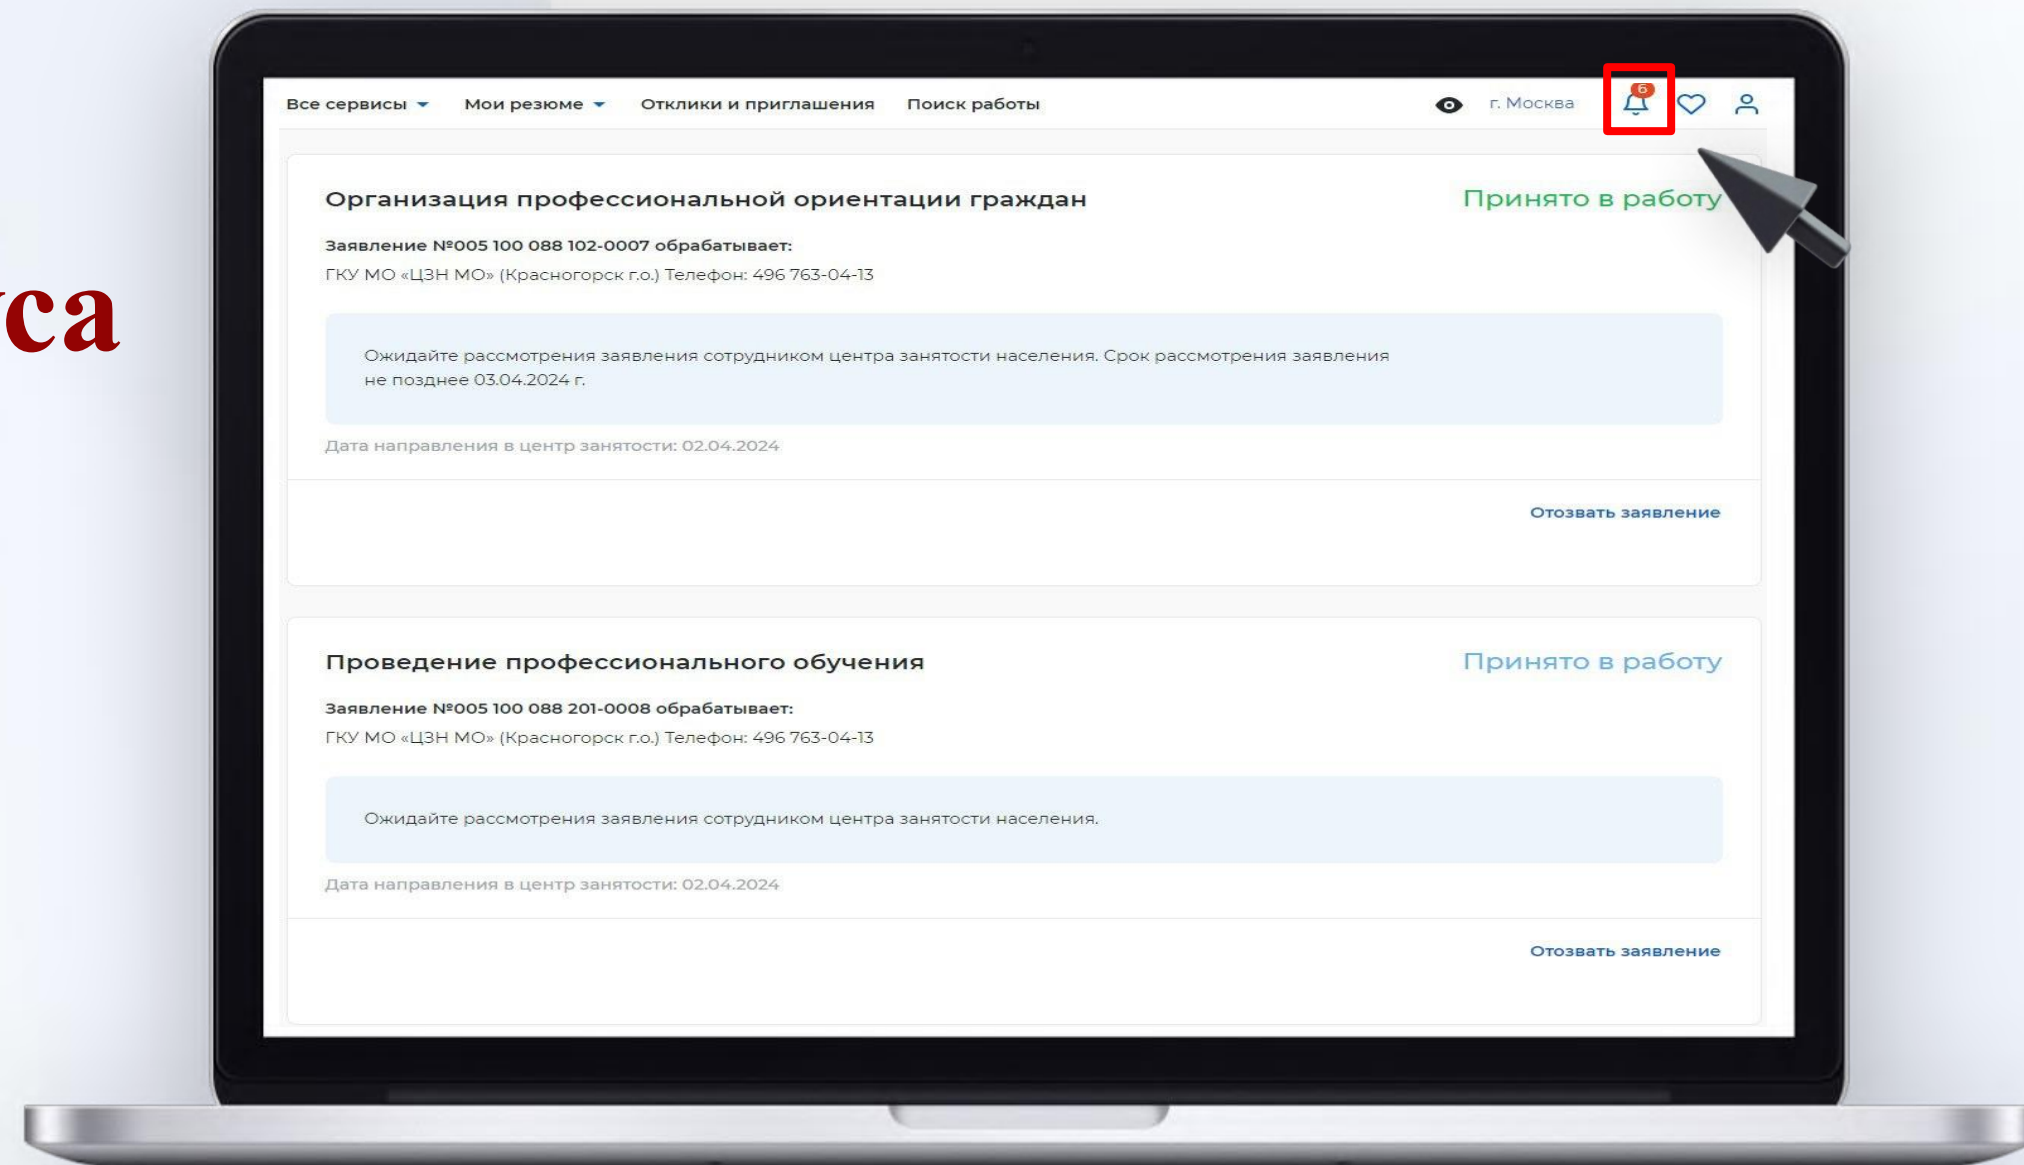 Все сервисы Мои резюме Отклики и приглашения Поиск работы г. Москва 6
Организация профессиональной ориентации граждан Принято в работу
Заявление №005 100 088 102-0007 обрабатывает:
ГКУ МО «ЦЗН МО» (Красногорск г.о.) Телефон: 496 763-04-13
Ожидайте рассмотрения заявления сотрудником центра занятости населения. Срок рассмотрения заявления
не позднее 03.04.2024 г.
Дата направления в центр занятости: 02.04.2024
Отозвать заявление
Проведение профессионального обучения Принято в работу
Заявление №005 100 088 201-0008 обрабатывает:
ГКУ МО «ЦЗН МО» (Красногорск г.о.) Телефон: 496 763-04-13
Ожидайте рассмотрения заявления сотрудником центра занятости населения.
Дата направления в центр занятости: 02.04.2024
Отозвать заявление